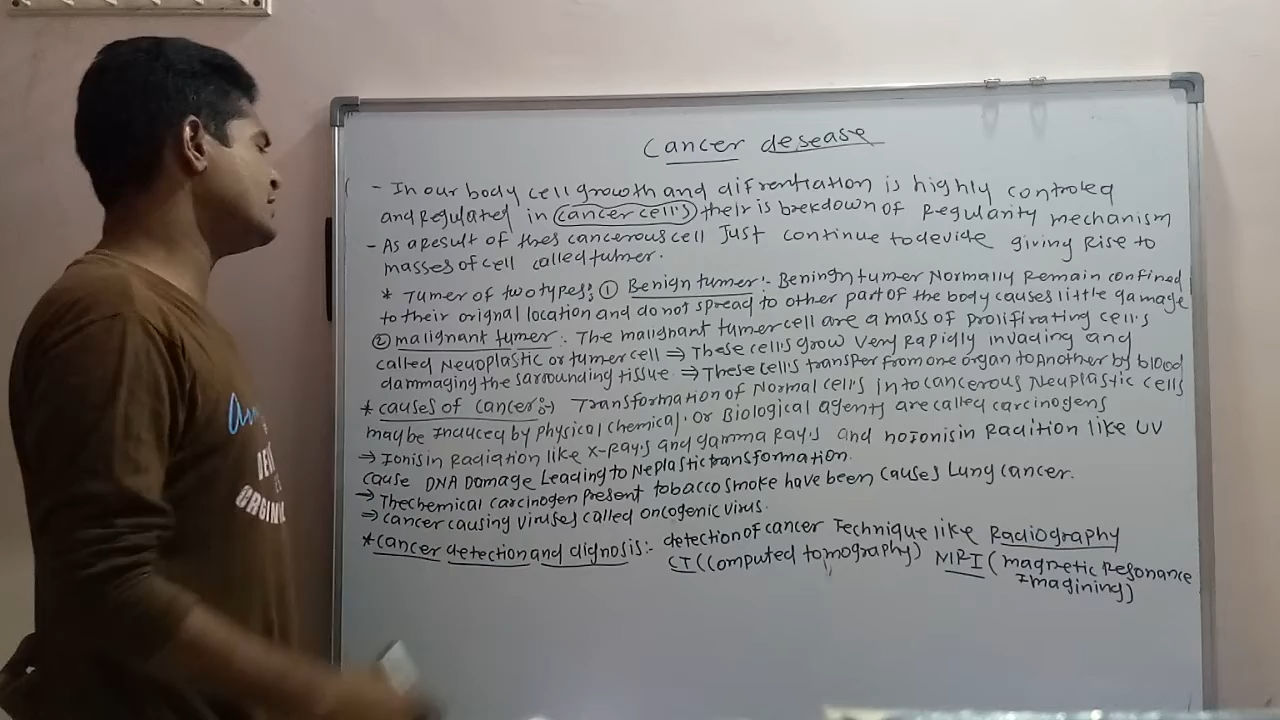 Cancer desease
- In our body cell growth and difrentiation is highly controled
and Regulated in cancer cell's their is brekdown of Regularity mechanism
- As a Result of thes cancerous cell Just continue to devide giving Rise to
masses of cell called tumer.
* Tumer of two types; ① Benign tumer:- Beningn tumer Normally Remain confined
to their orignal location and do not spread to other part of the body causes little damage
② malignant tumer:- The malignant tumer cell are a mass of prolifirating cell's
called Neuoplastic or tumer cell ⇒ These cells grow very Rapidly invading and
dammaging the sarrounding tissue ⇒ These cell's transper from one organ to Another by blood
* causes of cancer:→ Transformation of Normal cell's in to cancerous Neuplastic cells
may be Induced by physical chemical, or Biological agents are called carcinogens
→ Ionisin Radiation like X-Ray's and gamma Ray's and no Ionisin Radition like UV
cause DNA Damage Leading to Neplastic transformation.
→ The chemical carcinogen present tobacco smoke have been causes Lung cancer.
⇒ cancer causing viruses called oncogenic virus.
* cancer detection and dignosis:- detection of cancer Technique like Radiography
CT (computed tomography) MRI (magnetic Resonance
Imagining)